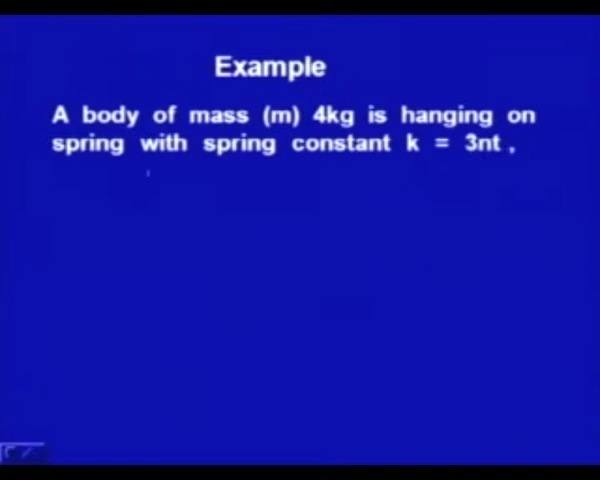 Example
A body of mass (m) 4kg is hanging on
spring with spring constant k = 3nt ,